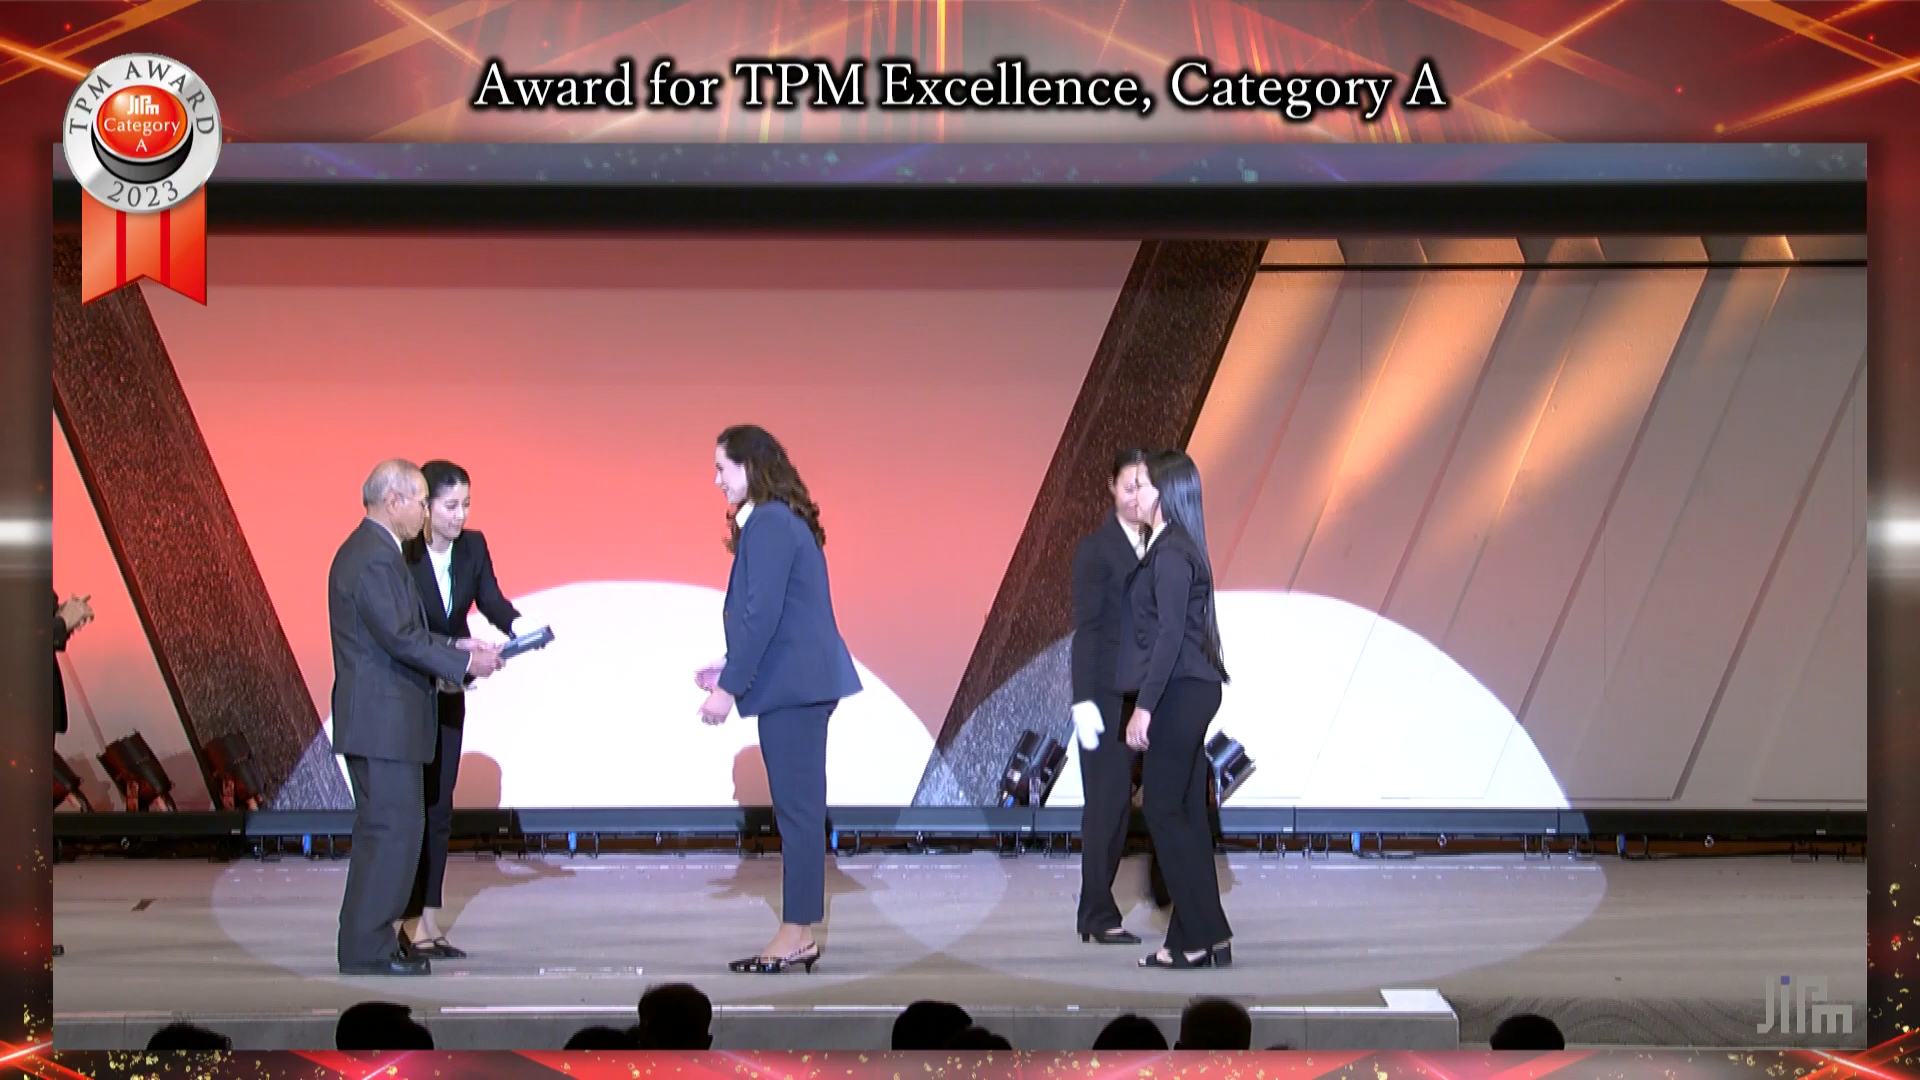 Award for TPM Excellence, Category A
TPM AWARD
JIPM
Category
A
2023
JIPM